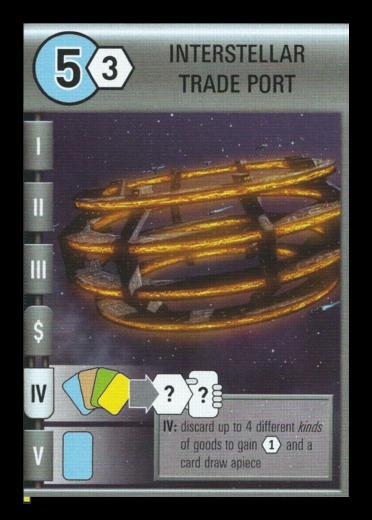 5 3
INTERSTELLAR
TRADE PORT
I
II
III
$
IV
? ?
IV: discard up to 4 different kinds
of goods to gain 1 and a
card draw apiece
V